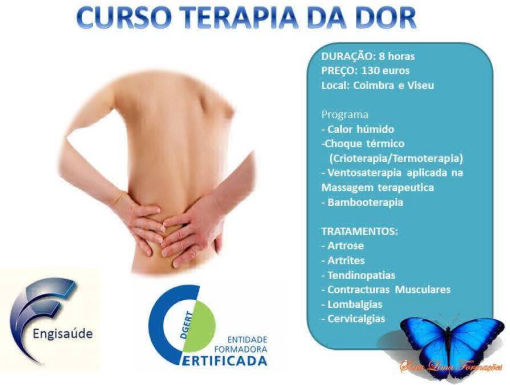 CURSO TERAPIA DA DOR
DURAÇÃO: 8 horas
PREÇO: 130 euros
Local: Coimbra e Viseu
Programa
- Calor húmido
-Choque térmico
(Crioterapia/Termoterapia)
- Ventosaterapia aplicada na
Massagem terapeutica
- Bambooterapia
TRATAMENTOS:
- Artrose
- Artrites
- Tendinopatias
- Contracturas Musculares
- Lombalgias
- Cervicalgias
Engisaúde
DGERT
ENTIDADE
FORMADORA
CERTIFICADA
Luna Formações